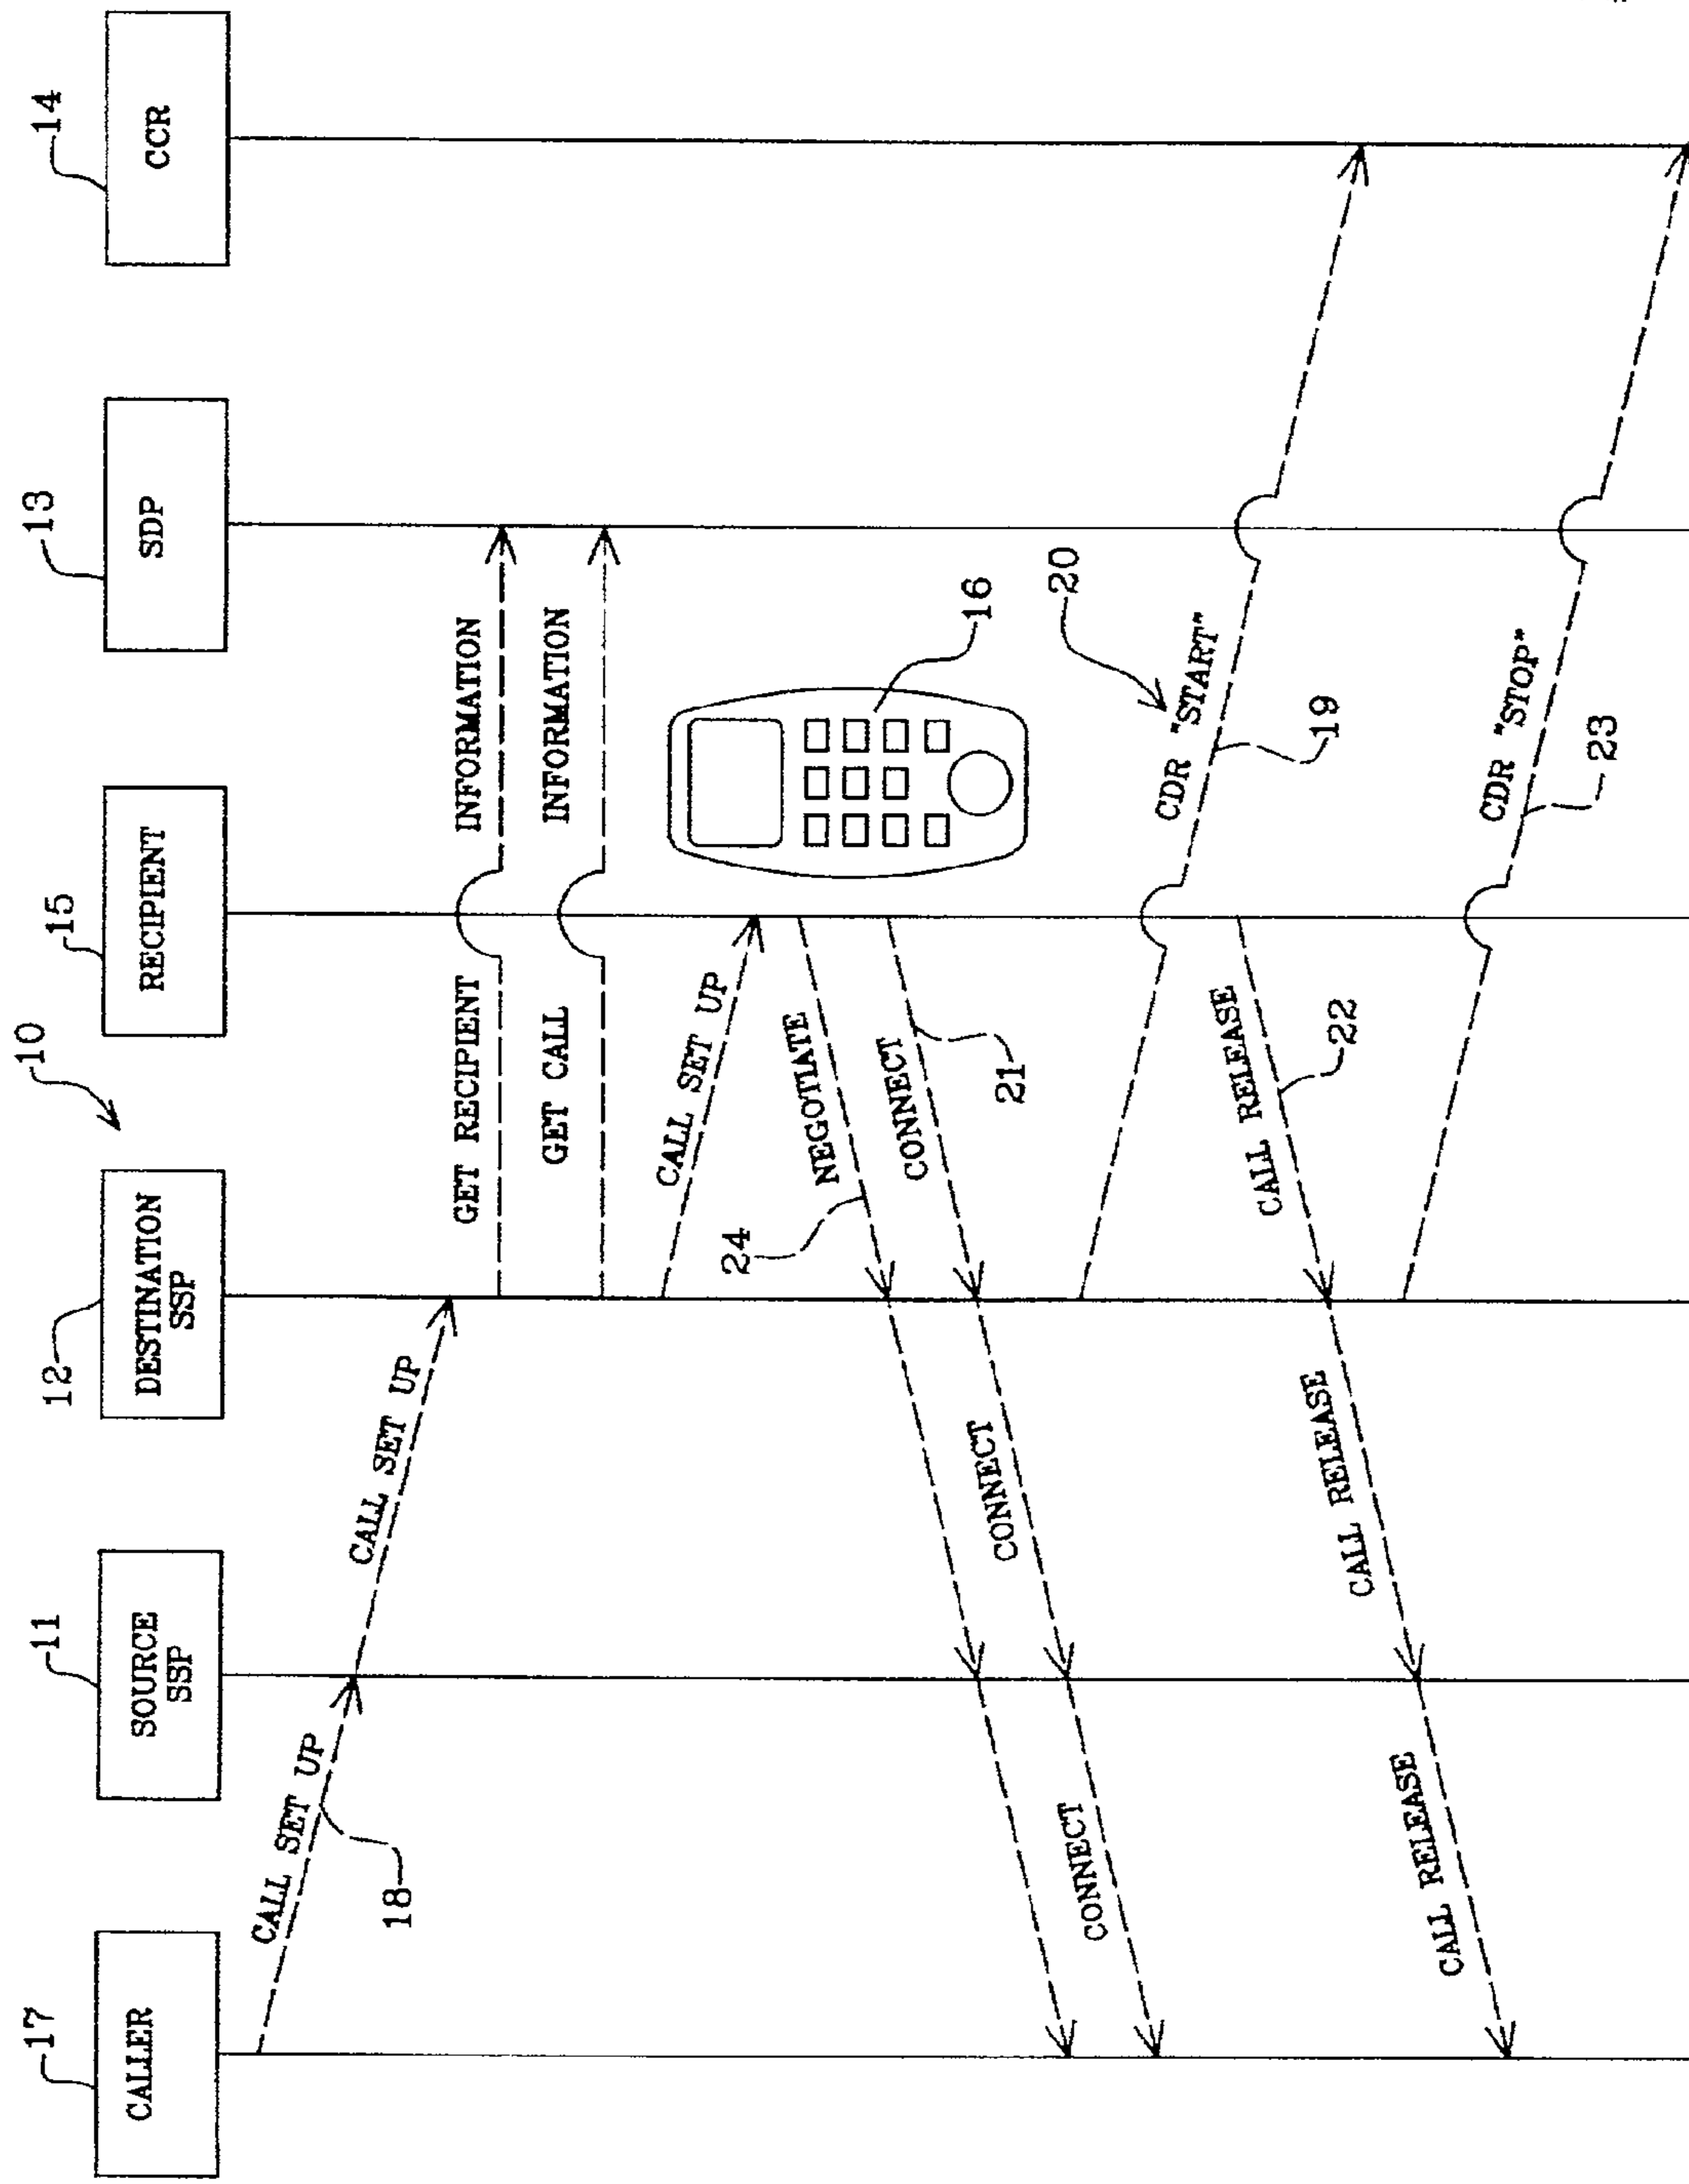 10
17
CALLER
11
SOURCE
SSP
12
DESTINATION
SSP
15
RECIPIENT
13
SDP
14
CCR
CALL SET UP
18
CALL SET UP
GET RECIPIENT INFORMATION
GET CALL INFORMATION
CALL SET UP
16
24
NEGOTIATE
CONNECT
21
CONNECT
CONNECT
20
CDR "START"
19
CALL RELEASE
22
CALL RELEASE
CALL RELEASE
CDR "STOP"
23